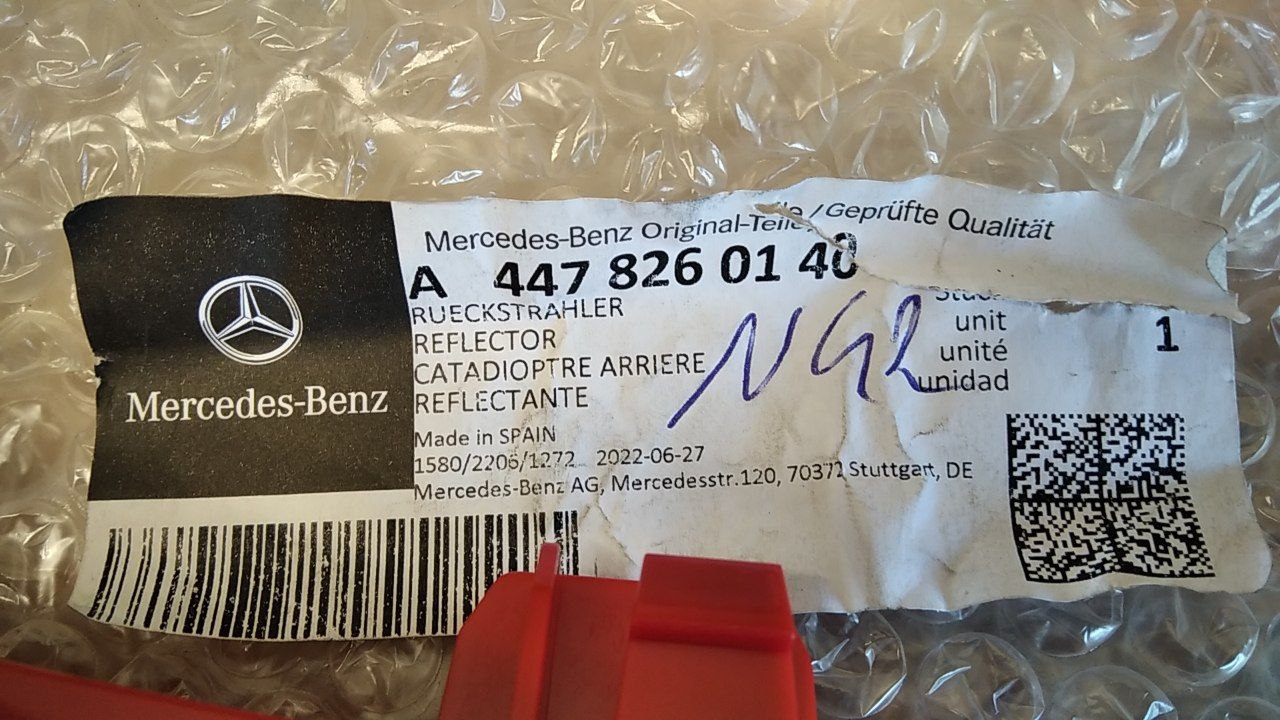 Mercedes-Benz Original-Teile/Geprüfte Qualität
A 447 826 01 40
RUECKSTRAHLER
REFLECTOR
CATADIOPTRE ARRIERE
REFLECTANTE
Stück
unit
unité
unidad
1
Made in SPAIN
1580/2206/1272 2022-06-27
Mercedes-Benz AG, Mercedesstr.120, 70372 Stuttgart, DE
Mercedes-Benz